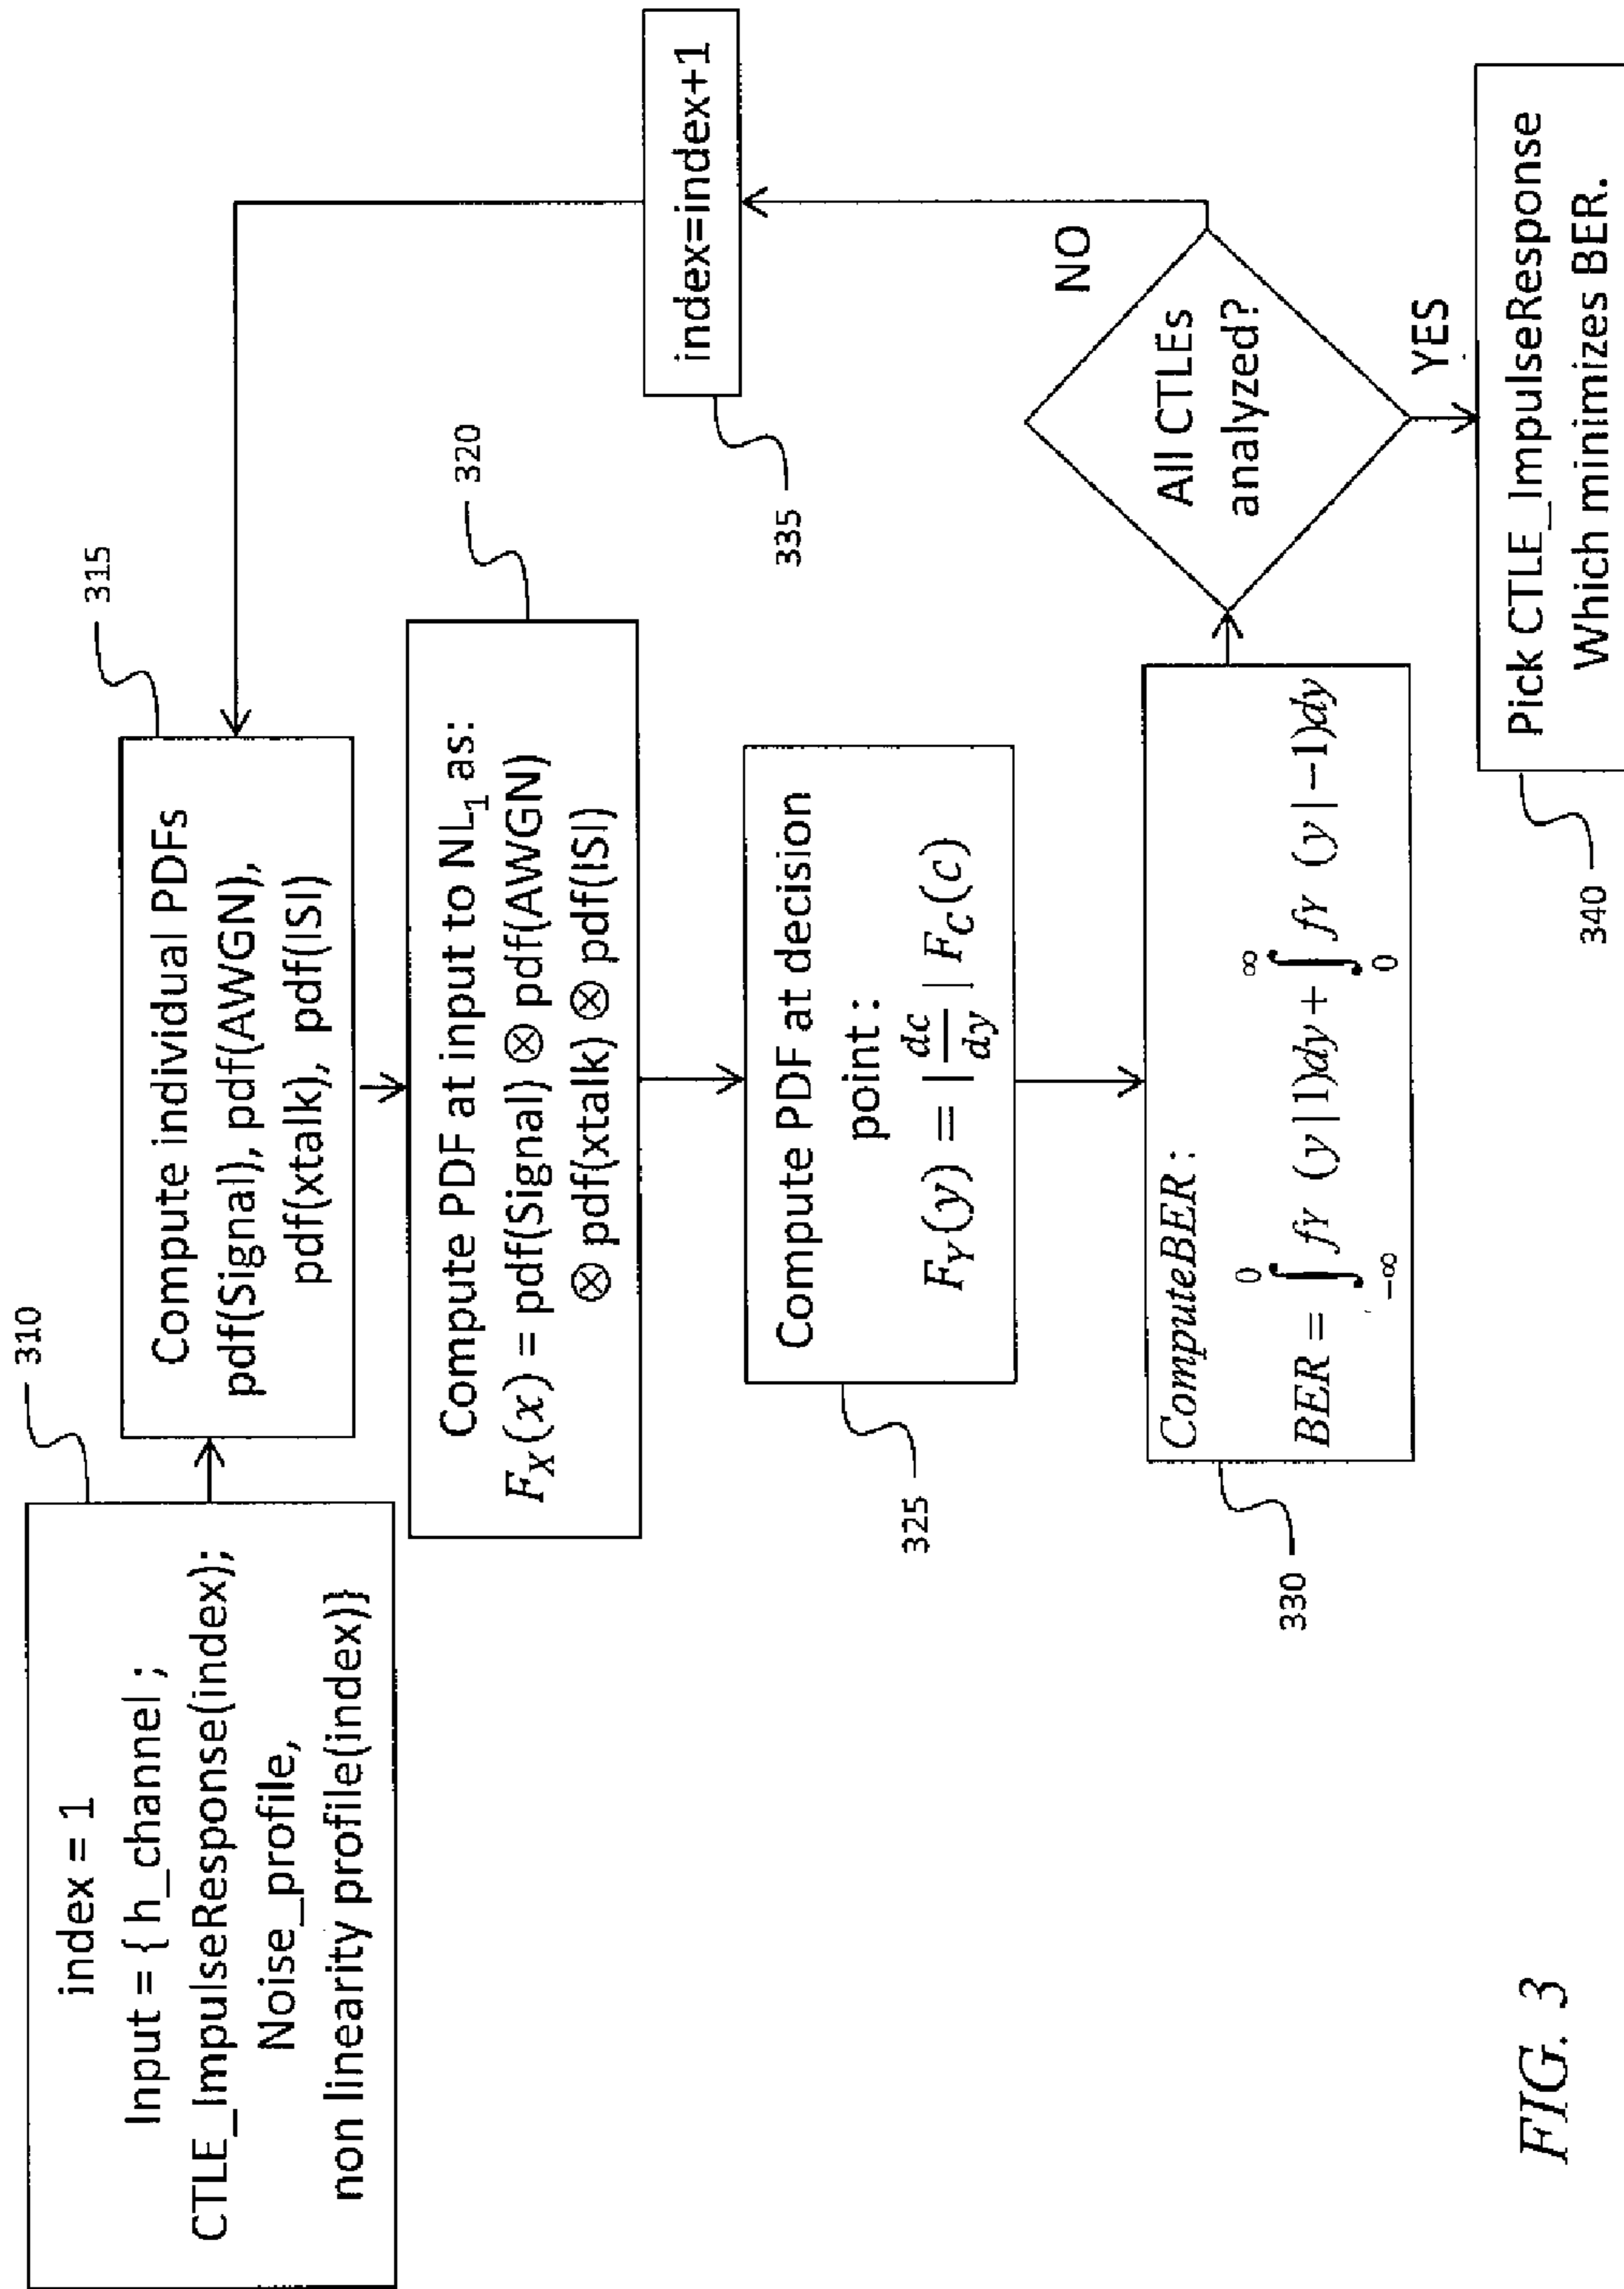 310
index = 1
Input = { h_channel ;
CTLE_ImpulseResponse(index);
Noise_profile,
non linearity profile(index)}
315
Compute individual PDFs
pdf(Signal), pdf(AWGN),
pdf(xtalk), pdf(ISI)
320
Compute PDF at input to NL₁ as:
F_X(x) = pdf(Signal) ⊗ pdf(AWGN)
⊗ pdf(xtalk) ⊗ pdf(ISI)
325
Compute PDF at decision
point :
F_Y(y) = |dc/dy| F_C(c)
330
ComputeBER :
BER = ∫_{-∞}^{0} fY (y | 1)dy + ∫_{0}^{∞} fY (y | −1)dy
All CTLEs
analyzed?
NO
335
index=index+1
YES
340
Pick CTLE_ImpulseResponse
Which minimizes BER.
FIG. 3